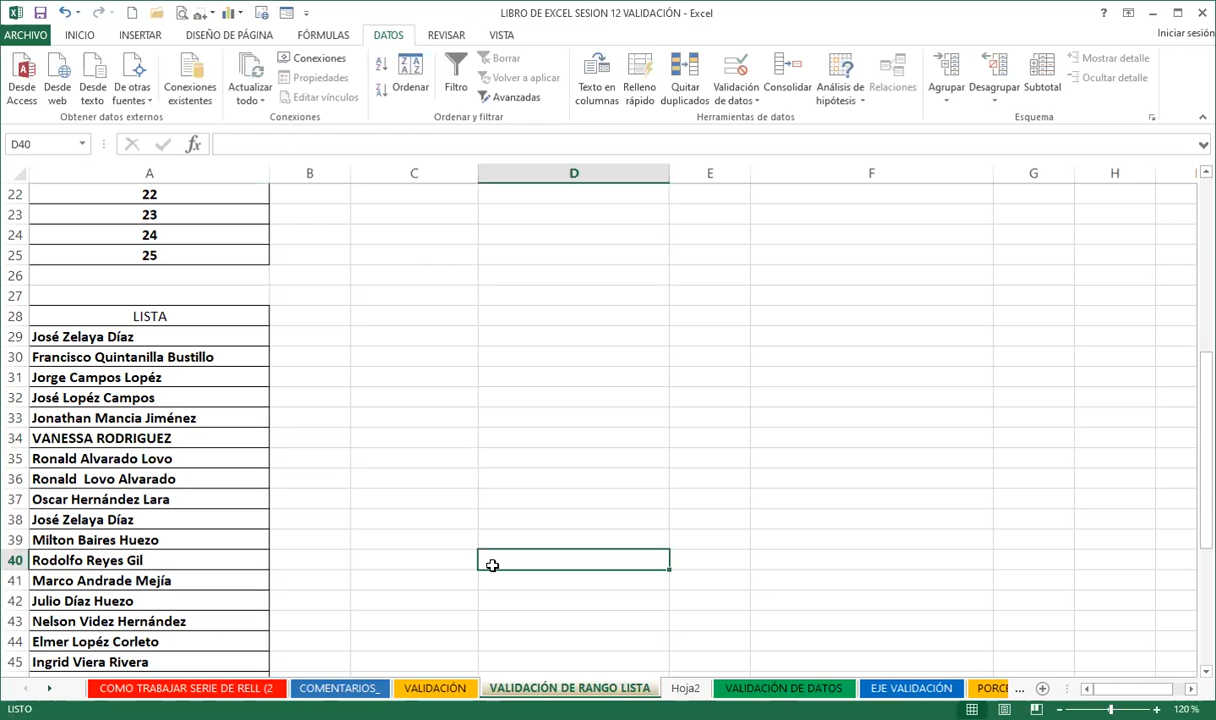 LIBRO DE EXCEL SESION 12 VALIDACIÓN - Excel
Iniciar sesión
ARCHIVO INICIO INSERTAR DISEÑO DE PÁGINA FÓRMULAS DATOS REVISAR VISTA
Desde Access
Desde web
Desde texto
De otras fuentes
Conexiones existentes
Actualizar todo
Conexiones
Propiedades
Editar vínculos
Ordenar
Filtro
Borrar
Volver a aplicar
Avanzadas
Texto en columnas
Relleno rápido
Quitar duplicados
Validación de datos
Consolidar
Análisis de hipótesis
Relaciones
Agrupar
Desagrupar
Subtotal
Mostrar detalle
Ocultar detalle
Obtener datos externos
Conexiones
Ordenar y filtrar
Herramientas de datos
Esquema
D40
fx
A B C D E F G H
22 22
23 23
24 24
25 25
26
27
28 LISTA
29 José Zelaya Díaz
30 Francisco Quintanilla Bustillo
31 Jorge Campos Lopéz
32 José Lopéz Campos
33 Jonathan Mancia Jiménez
34 VANESSA RODRIGUEZ
35 Ronald Alvarado Lovo
36 Ronald  Lovo Alvarado
37 Oscar Hernández Lara
38 José Zelaya Díaz
39 Milton Baires Huezo
40 Rodolfo Reyes Gil
41 Marco Andrade Mejía
42 Julio Díaz Huezo
43 Nelson Videz Hernández
44 Elmer Lopéz Corleto
45 Ingrid Viera Rivera
COMO TRABAJAR SERIE DE RELL (2 COMENTARIOS_ VALIDACIÓN VALIDACIÓN DE RANGO LISTA Hoja2 VALIDACIÓN DE DATOS EJE VALIDACIÓN PORCE ...
LISTO
120 %